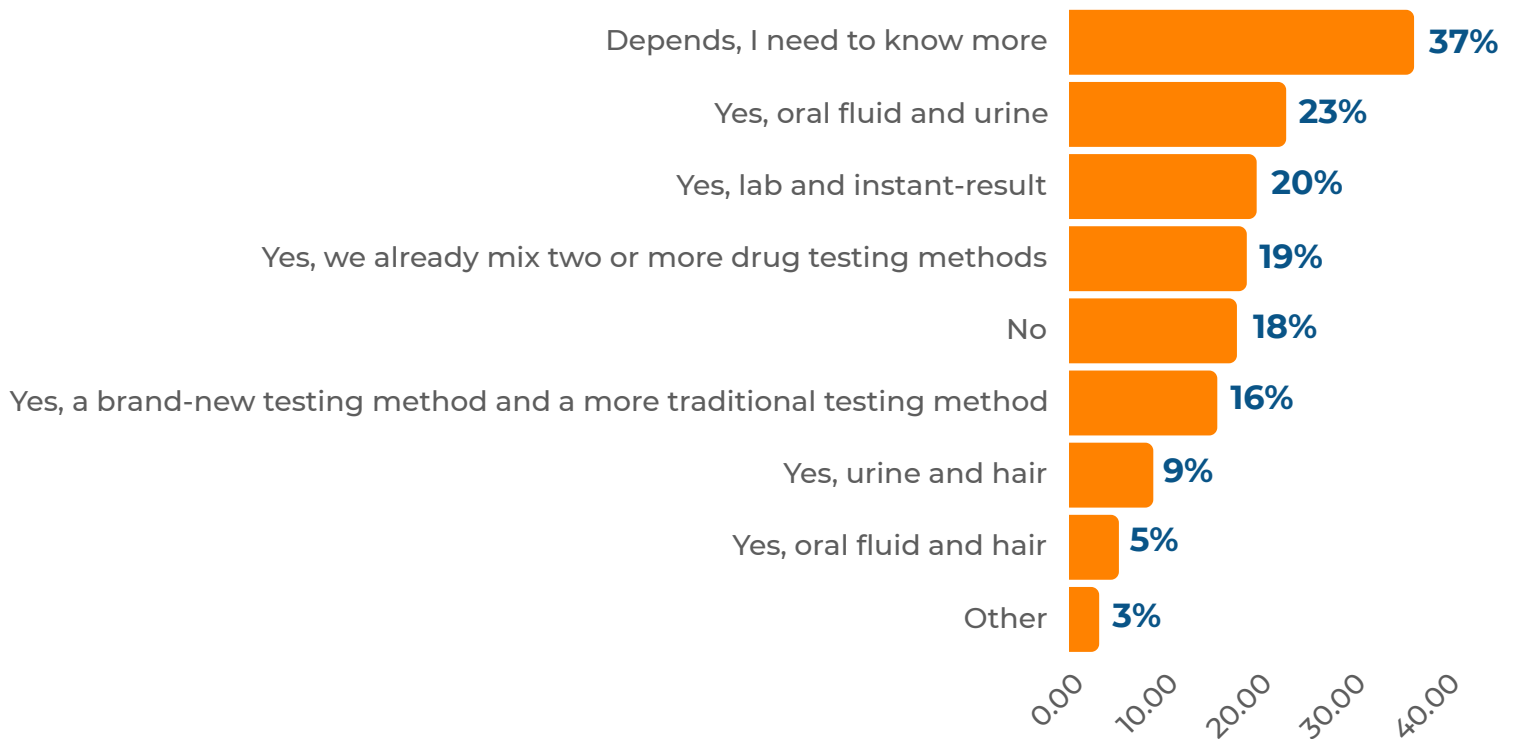 Depends, I need to know more 37%
Yes, oral fluid and urine 23%
Yes, lab and instant-result 20%
Yes, we already mix two or more drug testing methods 19%
No 18%
Yes, a brand-new testing method and a more traditional testing method 16%
Yes, urine and hair 9%
Yes, oral fluid and hair 5%
Other 3%
0.00 10.00 20.00 30.00 40.00